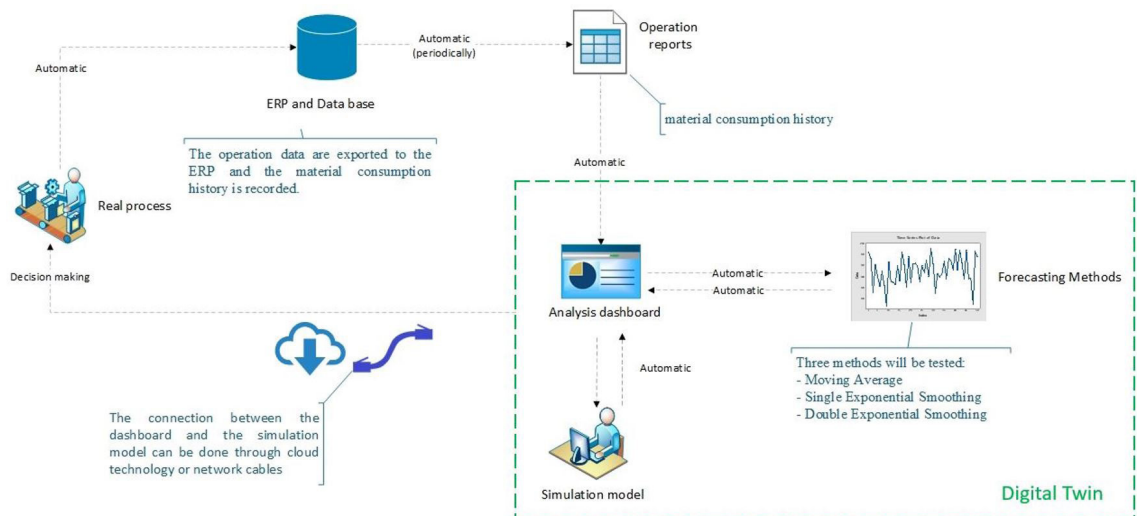 Automatic
ERP and Data base
Automatic
(periodically)
Operation
reports
material consumption history
The operation data are exported to the
ERP and the material consumption
history is recorded.
Real process
Automatic
Decision making
Analysis dashboard
Automatic
Automatic
Forecasting Methods
Three methods will be tested:
- Moving Average
- Single Exponential Smoothing
- Double Exponential Smoothing
Automatic
Simulation model
The connection between the
dashboard and the simulation
model can be done through cloud
technology or network cables
Digital Twin